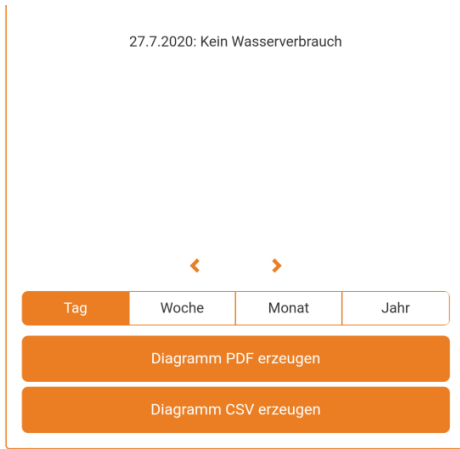 27.7.2020: Kein Wasserverbrauch
Tag Woche Monat Jahr
Diagramm PDF erzeugen
Diagramm CSV erzeugen